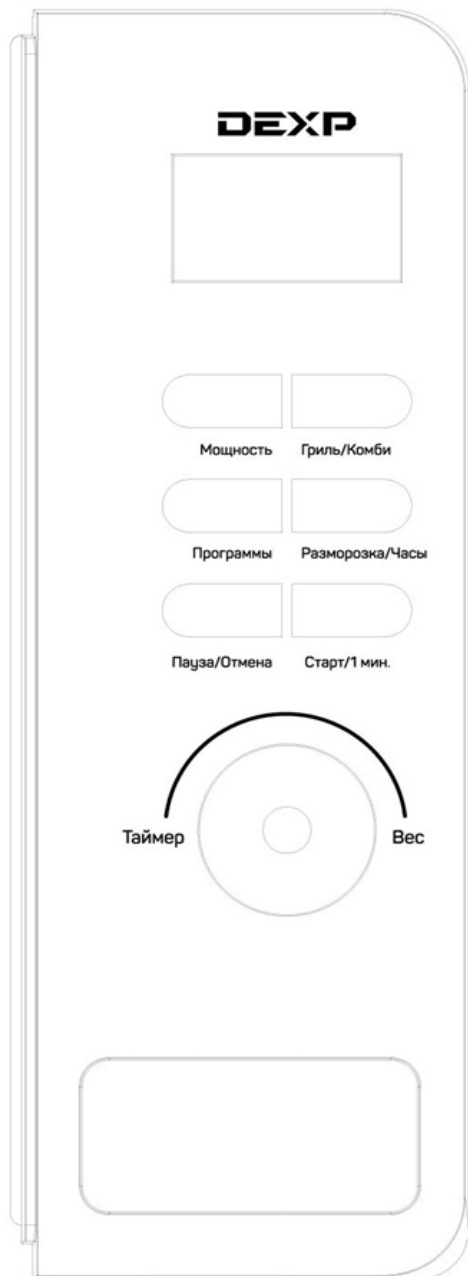 DEXP
Мощность Гриль/Комби
Программы Разморозка/Часы
Пауза/Отмена Старт/1 мин.
Таймер Вес